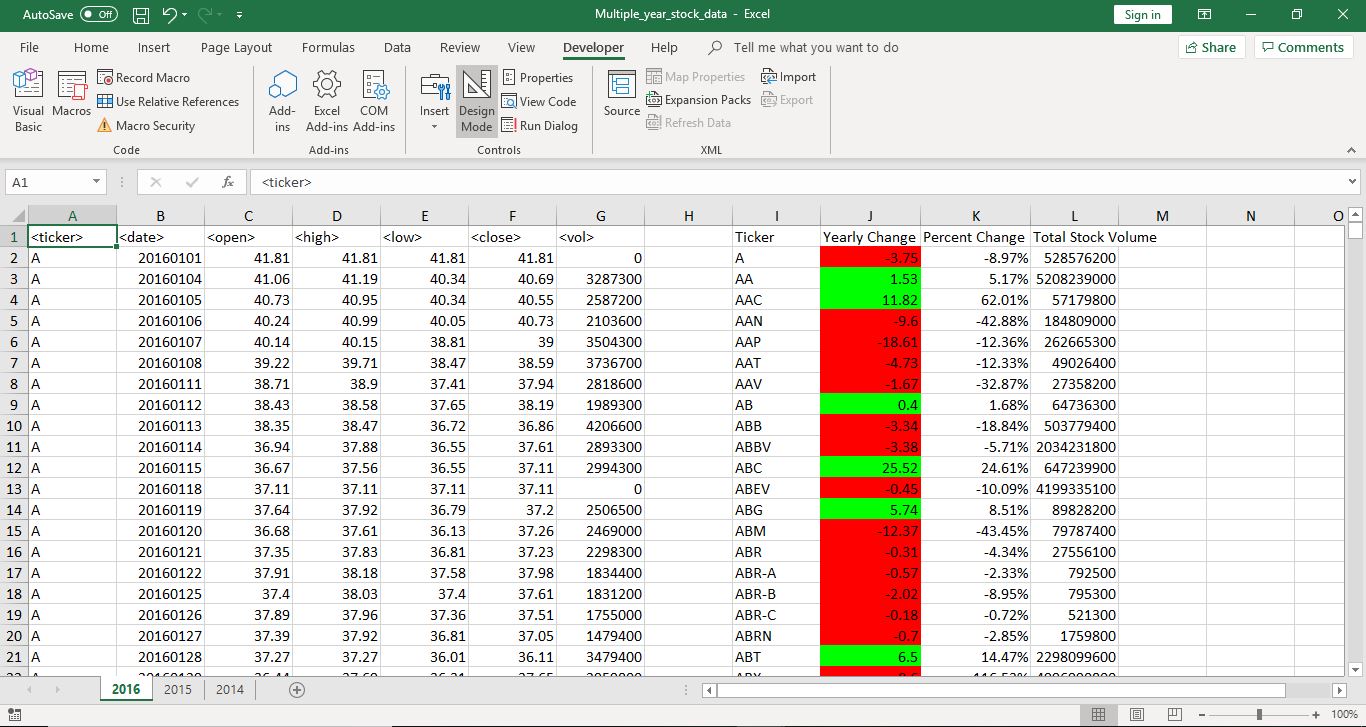 AutoSave Off Multiple_year_stock_data - Excel Sign in
File Home Insert Page Layout Formulas Data Review View Developer Help Tell me what you want to do Share Comments
Visual Basic Macros Record Macro Use Relative References Macro Security Code
Add-ins Excel Add-ins COM Add-ins Add-ins
Insert Design Mode Properties View Code Run Dialog Controls
Source Map Properties Expansion Packs Refresh Data Import Export XML
A1 fx <ticker>
A B C D E F G H I J K L M N O
1 <ticker> <date> <open> <high> <low> <close> <vol> Ticker Yearly Change Percent Change Total Stock Volume
2 A 20160101 41.81 41.81 41.81 41.81 0 A -3.75 -8.97% 528576200
3 A 20160104 41.06 41.19 40.34 40.69 3287300 AA 1.53 5.17% 5208239000
4 A 20160105 40.73 40.95 40.34 40.55 2587200 AAC 11.82 62.01% 57179800
5 A 20160106 40.24 40.99 40.05 40.73 2103600 AAN -9.6 -42.88% 184809000
6 A 20160107 40.14 40.15 38.81 39 3504300 AAP -18.61 -12.36% 262665300
7 A 20160108 39.22 39.71 38.47 38.59 3736700 AAT -4.73 -12.33% 49026400
8 A 20160111 38.71 38.9 37.41 37.94 2818600 AAV -1.67 -32.87% 27358200
9 A 20160112 38.43 38.58 37.65 38.19 1989300 AB 0.4 1.68% 64736300
10 A 20160113 38.35 38.47 36.72 36.86 4206600 ABB -3.34 -18.84% 503779400
11 A 20160114 36.94 37.88 36.55 37.61 2893300 ABBV -3.38 -5.71% 2034231800
12 A 20160115 36.67 37.56 36.55 37.11 2994300 ABC 25.52 24.61% 647239900
13 A 20160118 37.11 37.11 37.11 37.11 0 ABEV -0.45 -10.09% 4199335100
14 A 20160119 37.64 37.92 36.79 37.2 2506500 ABG 5.74 8.51% 89828200
15 A 20160120 36.68 37.61 36.13 37.26 2469000 ABM -12.37 -43.45% 79787400
16 A 20160121 37.35 37.83 36.81 37.23 2298300 ABR -0.31 -4.34% 27556100
17 A 20160122 37.91 38.18 37.58 37.98 1834400 ABR-A -0.57 -2.33% 792500
18 A 20160125 37.4 38.03 37.4 37.61 1831200 ABR-B -2.02 -8.95% 795300
19 A 20160126 37.89 37.96 37.36 37.51 1755000 ABR-C -0.18 -0.72% 521300
20 A 20160127 37.39 37.92 36.81 37.05 1479400 ABRN -0.7 -2.85% 1759800
21 A 20160128 37.27 37.27 36.01 36.11 3479400 ABT 6.5 14.47% 2298099600
2016 2015 2014
100%